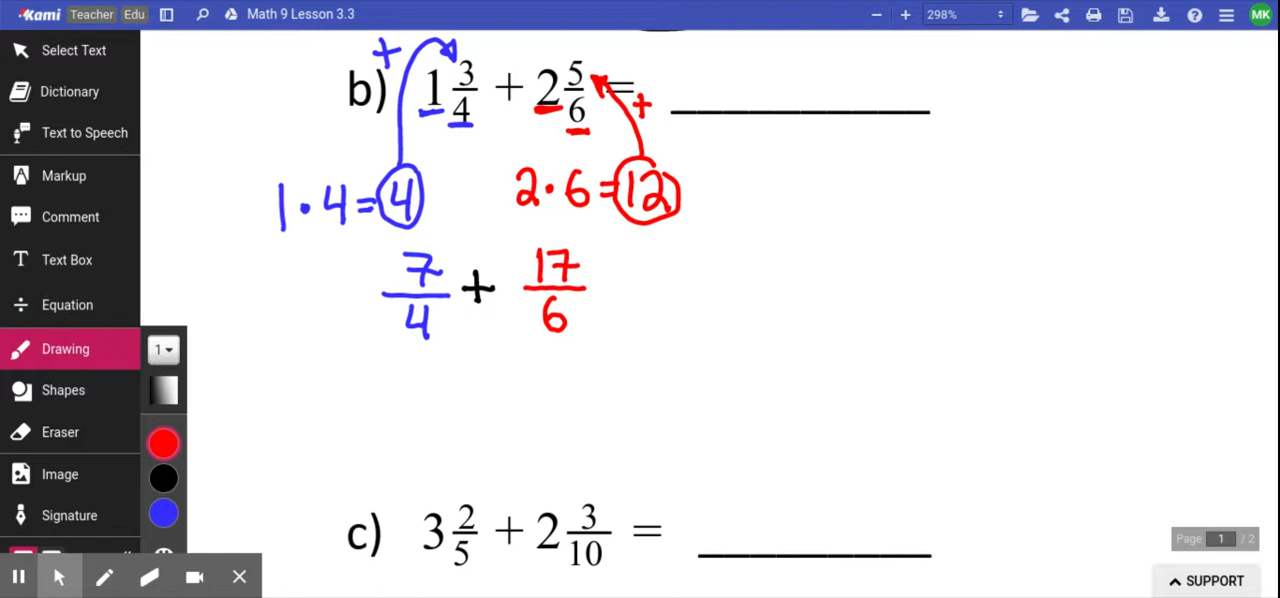 Kami Teacher Edu Math 9 Lesson 3.3 − + 298% MK
Select Text
Dictionary
Text to Speech
Markup
Comment
Text Box
Equation
Drawing
Shapes
Eraser
Image
Signature
1
b) 1 3/4 + 2 5/6 = ____________
+ +
1 · 4 = 4 2 · 6 = 12
7/4 + 17/6
c) 3 2/5 + 2 3/10 = ___________
Page 1 / 2
SUPPORT